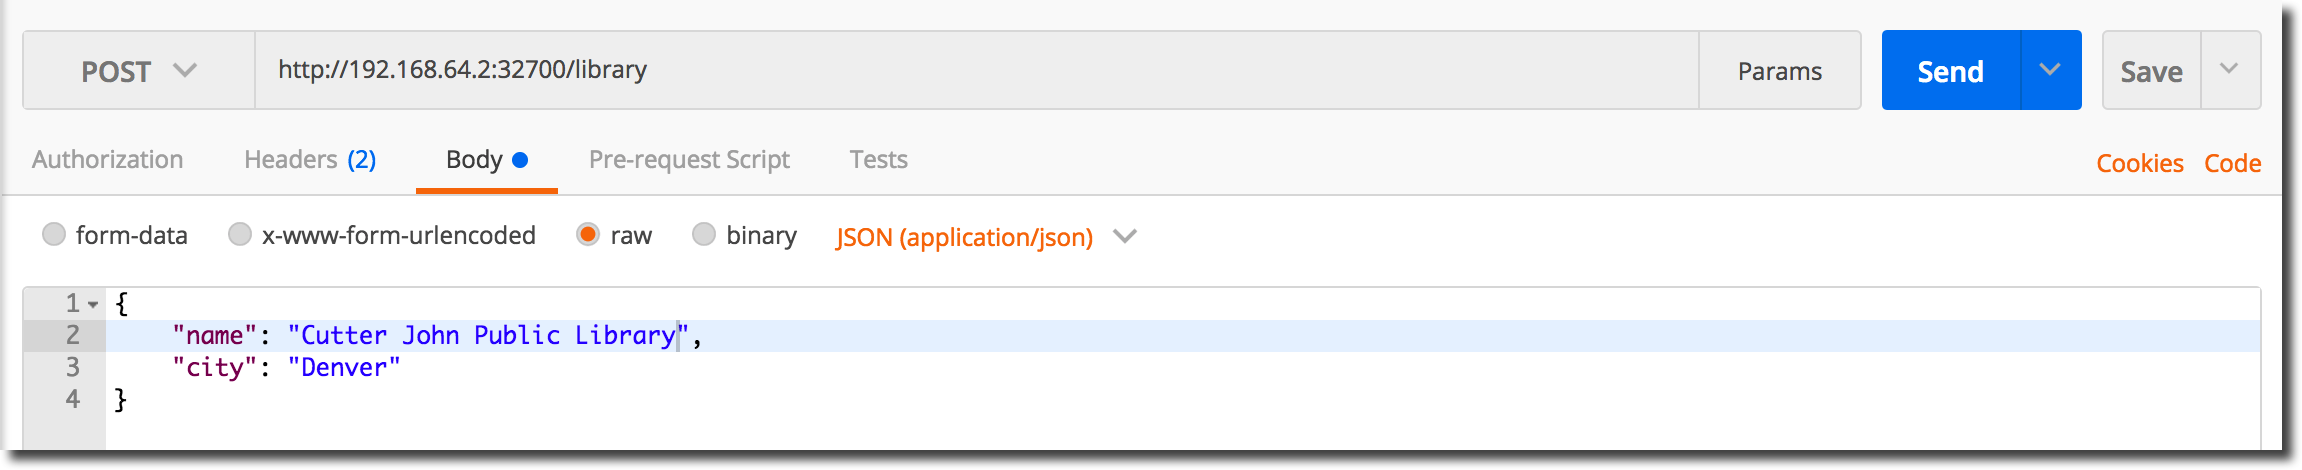 POST http://192.168.64.2:32700/library Params Send Save
Authorization Headers (2) Body Pre-request Script Tests Cookies Code
form-data x-www-form-urlencoded raw binary JSON (application/json)
1 {
2 "name": "Cutter John Public Library",
3 "city": "Denver"
4 }